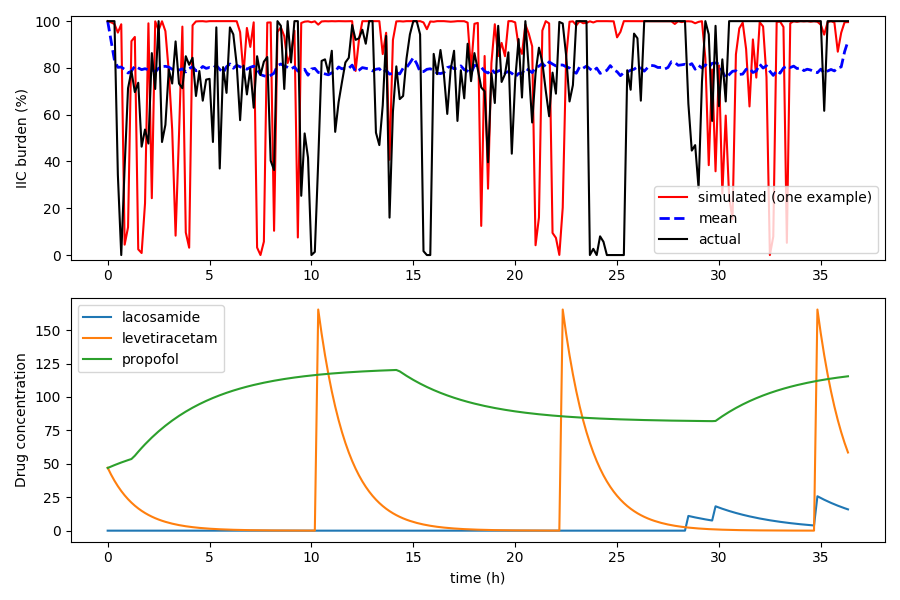 100
80
60
40
20
0
IIC burden (%)
simulated (one example)
mean
actual
0 5 10 15 20 25 30 35
lacosamide
levetiracetam
propofol
150
125
100
75
50
25
0
Drug concentration
0 5 10 15 20 25 30 35
time (h)